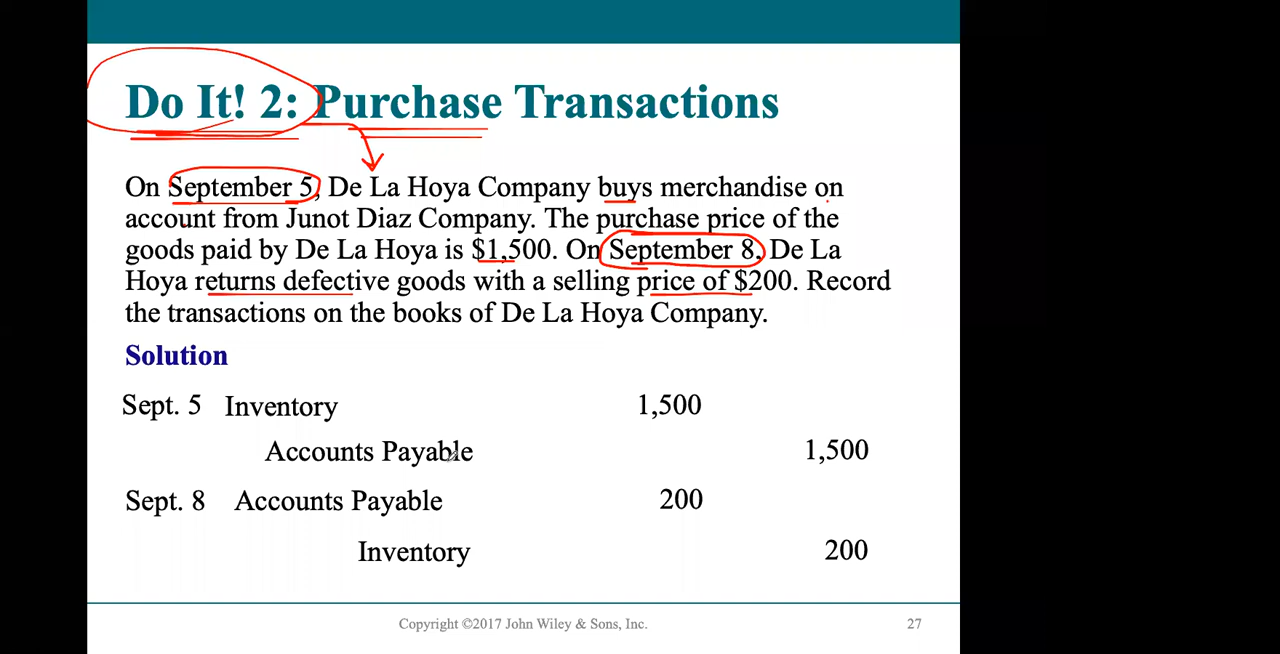 Do It! 2: Purchase Transactions
On September 5, De La Hoya Company buys merchandise on
account from Junot Diaz Company. The purchase price of the
goods paid by De La Hoya is $1,500. On September 8, De La
Hoya returns defective goods with a selling price of $200. Record
the transactions on the books of De La Hoya Company.
Solution
Sept. 5 Inventory 1,500
Accounts Payable 1,500
Sept. 8 Accounts Payable 200
Inventory 200
Copyright ©2017 John Wiley & Sons, Inc. 27